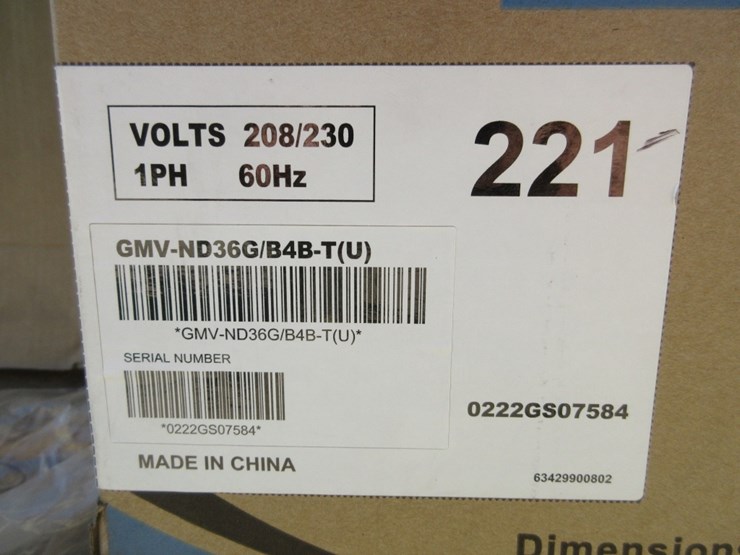 VOLTS 208/230
1PH 60Hz
221
GMV-ND36G/B4B-T(U)
*GMV-ND36G/B4B-T(U)*
SERIAL NUMBER
*0222GS07584*
0222GS07584
MADE IN CHINA
63429900802
Dimension